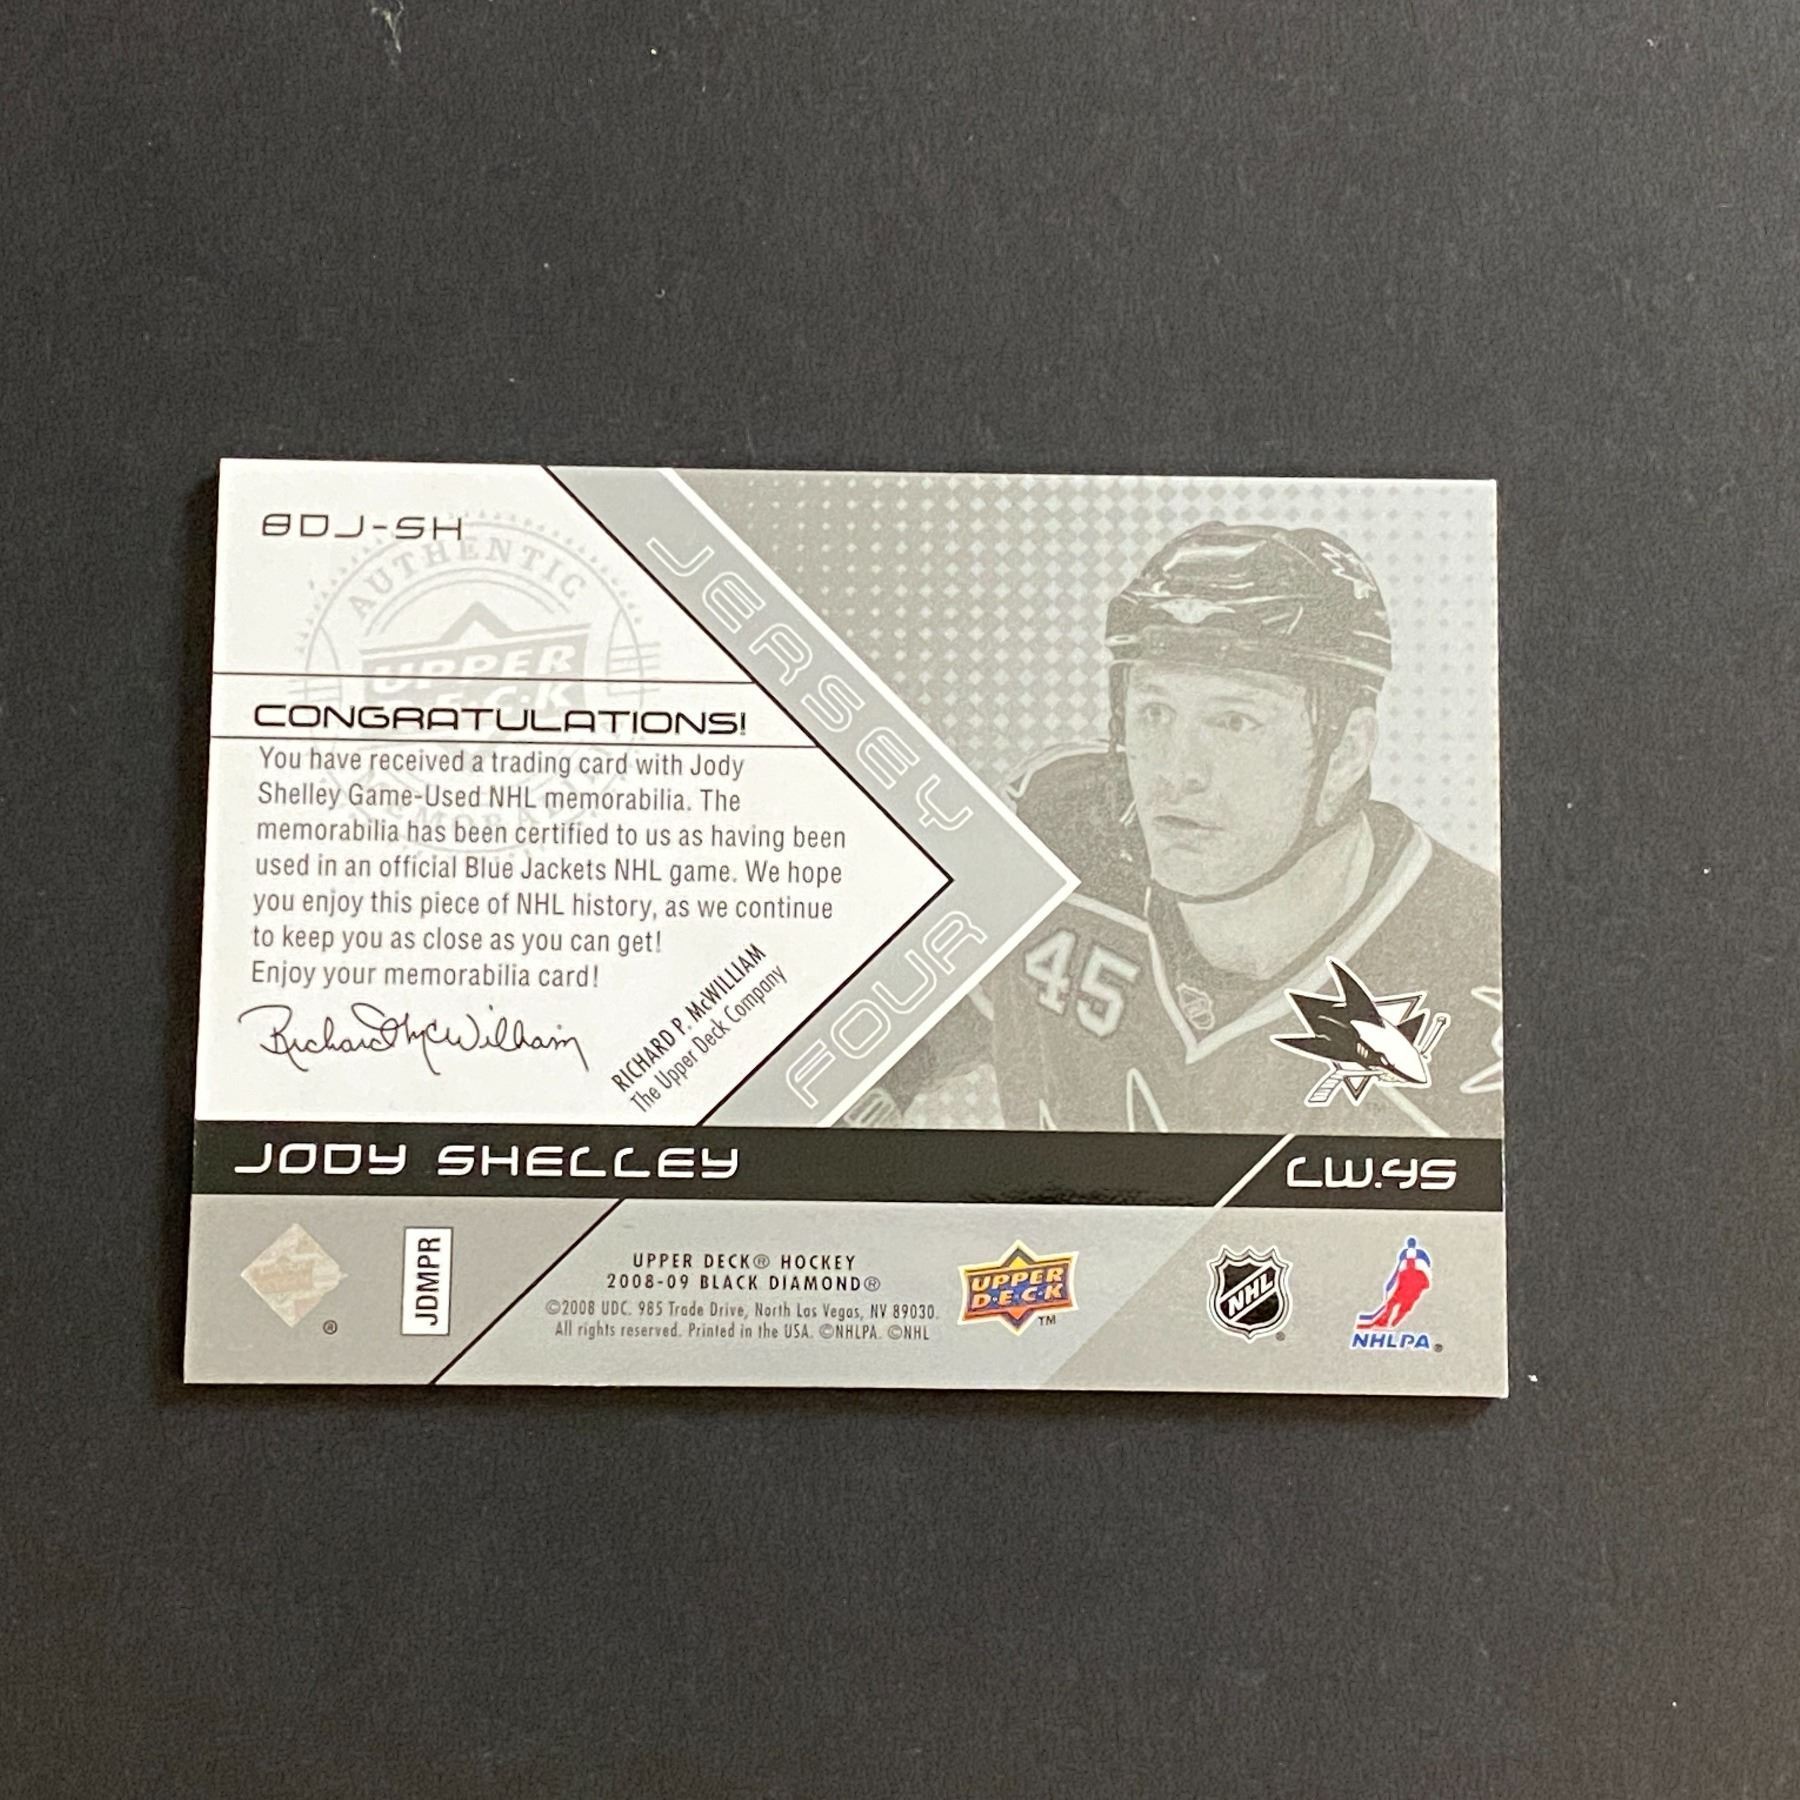 BDJ-SH
AUTHENTIC
UPPER
DECK
MEMORABILIA
CONGRATULATIONS!
You have received a trading card with Jody
Shelley Game-Used NHL memorabilia. The
memorabilia has been certified to us as having been
used in an official Blue Jackets NHL game. We hope
you enjoy this piece of NHL history, as we continue
to keep you as close as you can get!
Enjoy your memorabilia card!
Richard McWilliam
RICHARD P. McWILLIAM
The Upper Deck Company
JERSEY
FOUR
45
JODY SHELLEY
LW.45
JDMPR
®
UPPER DECK® HOCKEY
2008-09 BLACK DIAMOND®
©2008 UDC. 985 Trade Drive, North Las Vegas, NV 89030.
All rights reserved. Printed in the USA. ©NHLPA. ©NHL
UPPER
D·E·C·K
TM
NHL
®
NHLPA®